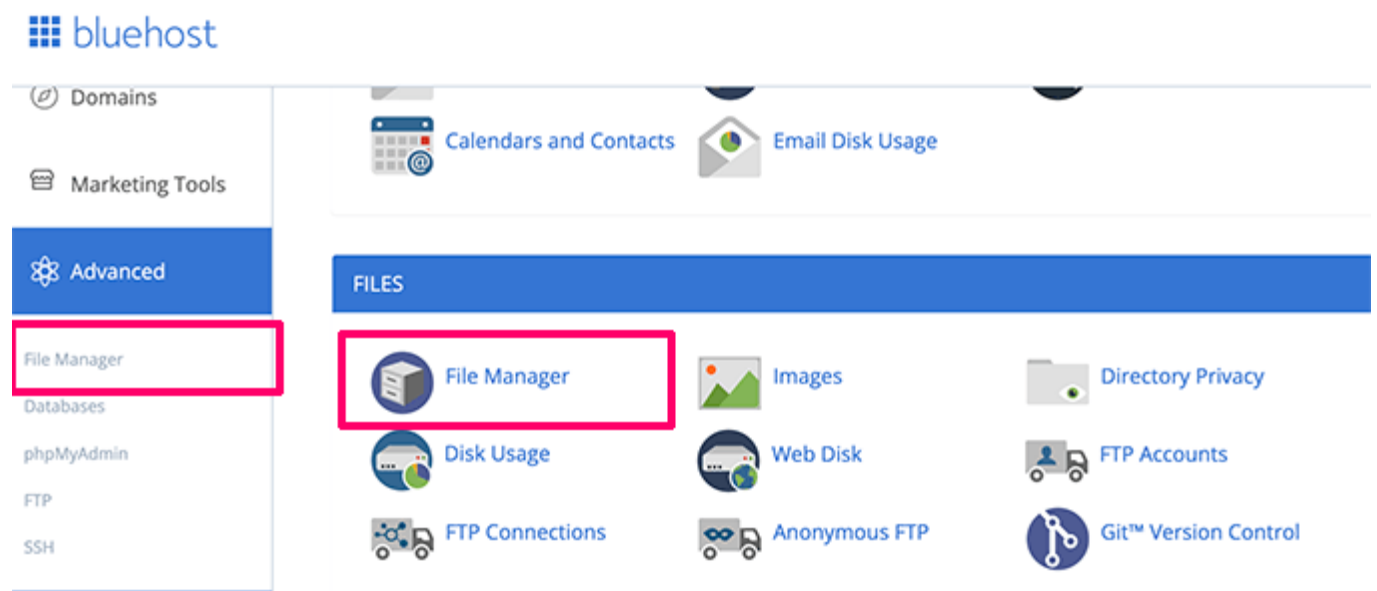 bluehost
Domains
Marketing Tools
Advanced
File Manager
Databases
phpMyAdmin
FTP
SSH
Calendars and Contacts
Email Disk Usage
FILES
File Manager
Images
Directory Privacy
Disk Usage
Web Disk
FTP Accounts
FTP Connections
Anonymous FTP
Git™ Version Control